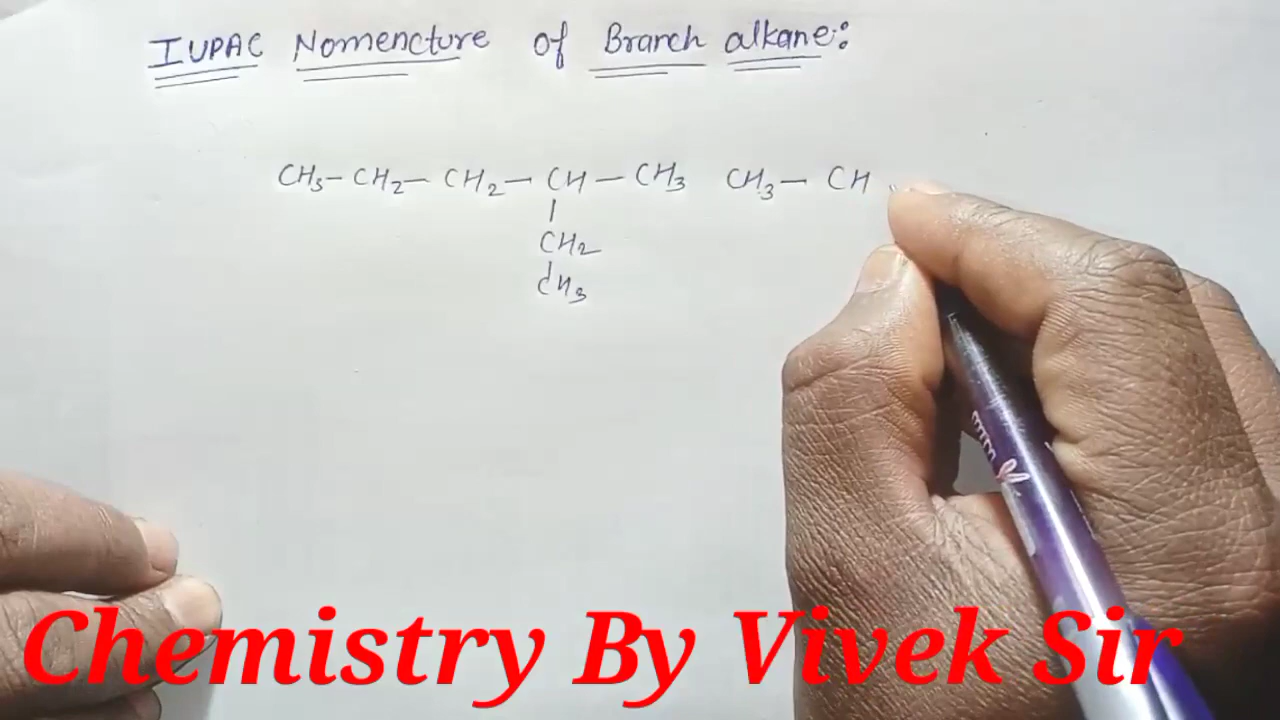 IUPAC Nomencture of Branch alkane:
CH3 – CH2 – CH2 – CH – CH3 CH3 – CH
|
CH2
|
CH3
Chemistry By Vivek Sir